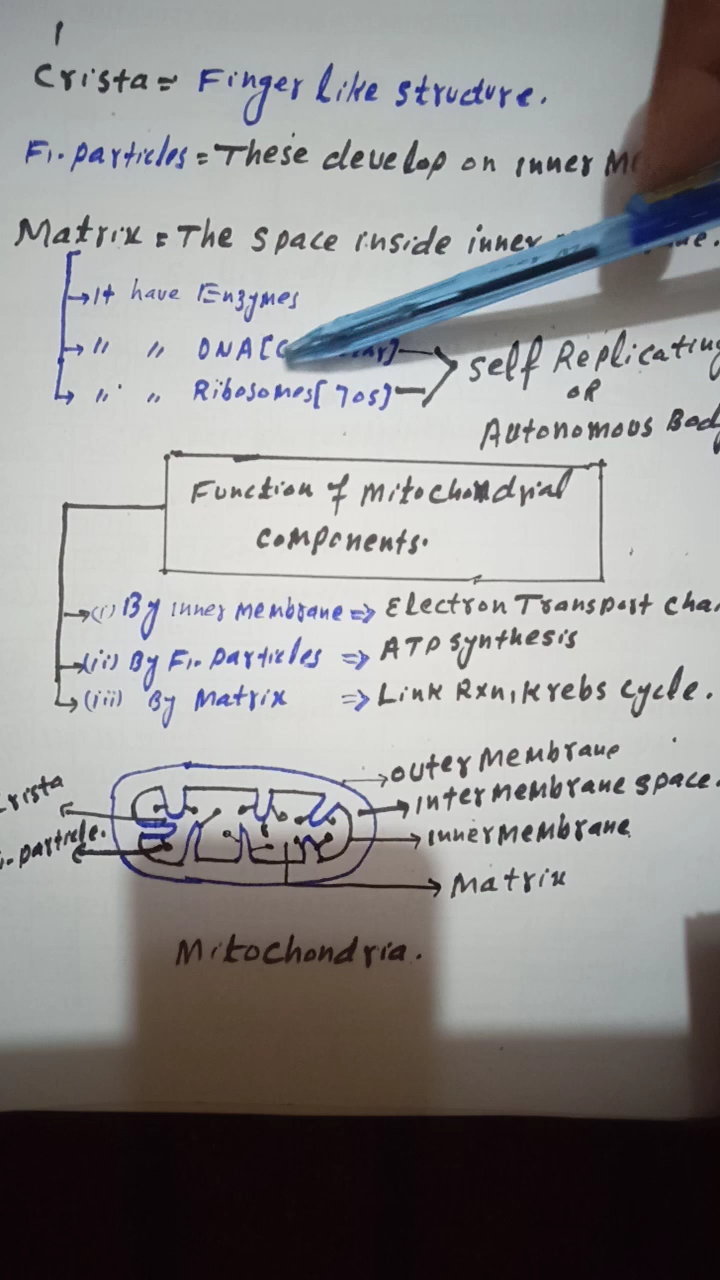 Crista = Finger like structure.
F₁. particles = These develop on inner
Matrix = The space inside inner
→ It have Enzymes
→ " " DNA [
→ " " Ribosomes [70s]
self Replicating
OR
Autonomous
Function of mitochondrial
components.
→ (i) By inner membrane => Electron Transport
→ (ii) By F₁. particles => ATP synthesis
→ (iii) By Matrix => Link Rxn, krebs cycle.
outer membrane
Crista
intermembrane space.
particle.
inner membrane
Matrix
Mitochondria.